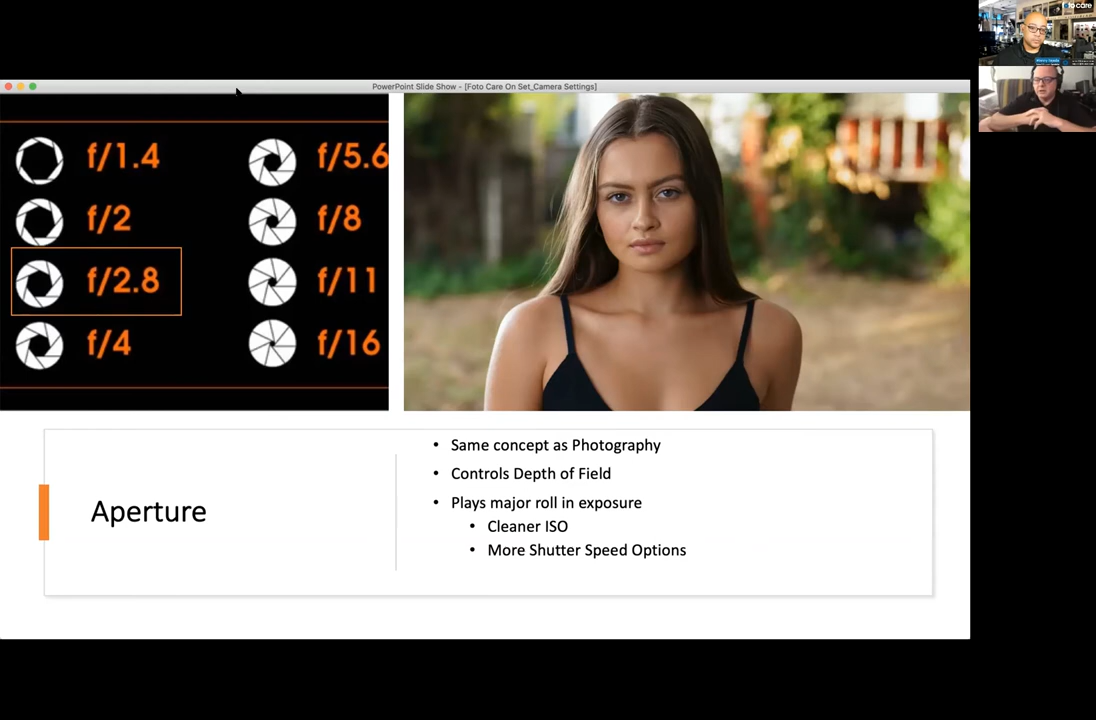 PowerPoint Slide Show - [Foto Care On Set_Camera Settings]
f/1.4
f/5.6
f/2
f/8
f/2.8
f/11
f/4
f/16
Aperture
• Same concept as Photography
• Controls Depth of Field
• Plays major roll in exposure
• Cleaner ISO
• More Shutter Speed Options